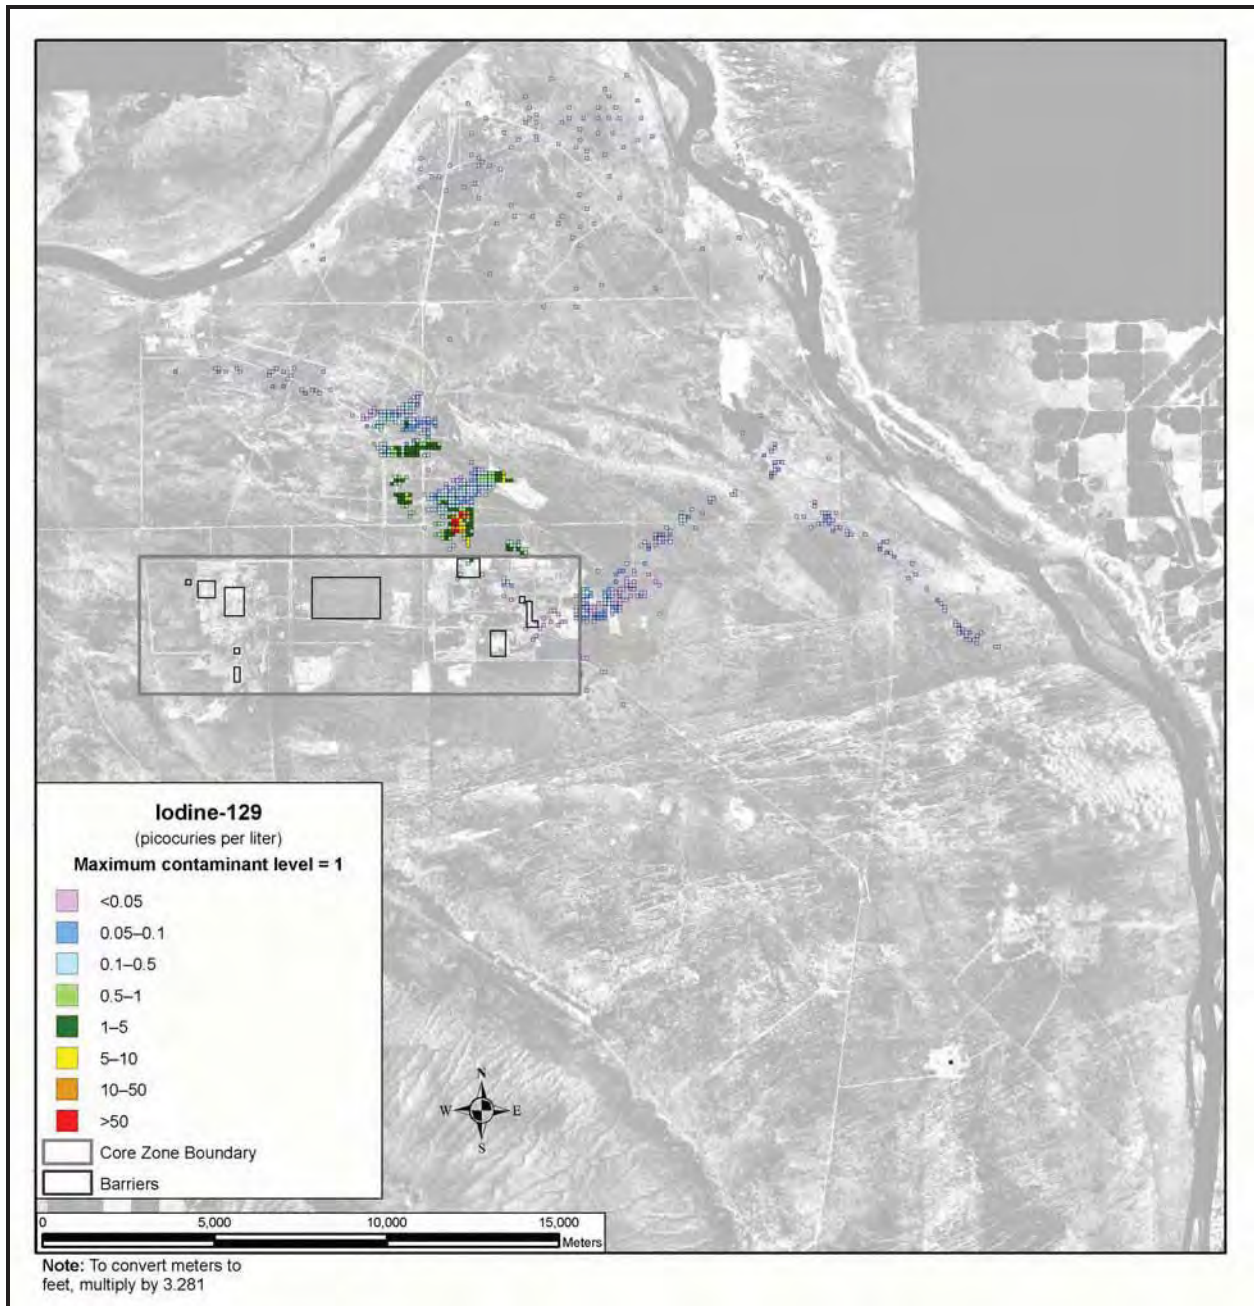 Iodine-129
(picocuries per liter)
Maximum contaminant level = 1
<0.05
0.05–0.1
0.1–0.5
0.5–1
1–5
5–10
10–50
>50
Core Zone Boundary
Barriers
N
W E
S
0 5,000 10,000 15,000
Meters
Note: To convert meters to
feet, multiply by 3.281